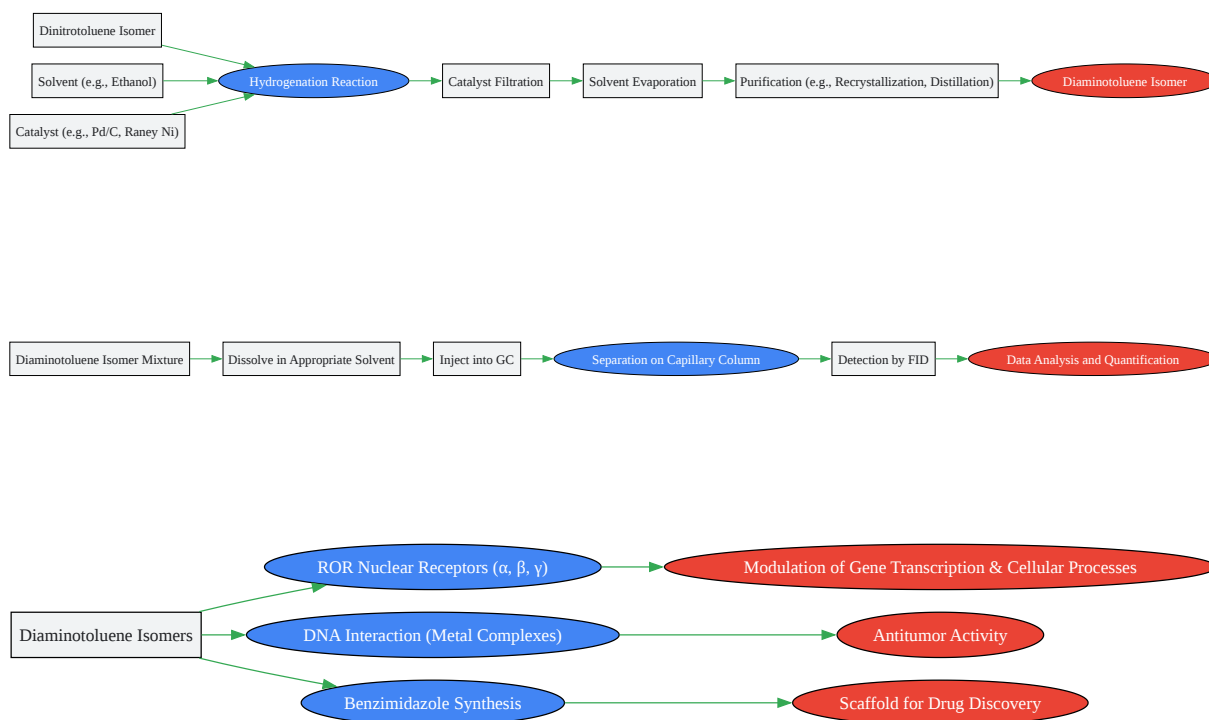 Dinitrotoluene Isomer
Solvent (e.g., Ethanol)
Catalyst (e.g., Pd/C, Raney Ni)
Hydrogenation Reaction
Catalyst Filtration
Solvent Evaporation
Purification (e.g., Recrystallization, Distillation)
Diaminotoluene Isomer
Diaminotoluene Isomer Mixture
Dissolve in Appropriate Solvent
Inject into GC
Separation on Capillary Column
Detection by FID
Data Analysis and Quantification
Diaminotoluene Isomers
ROR Nuclear Receptors (α, β, γ)
Modulation of Gene Transcription & Cellular Processes
DNA Interaction (Metal Complexes)
Antitumor Activity
Benzimidazole Synthesis
Scaffold for Drug Discovery